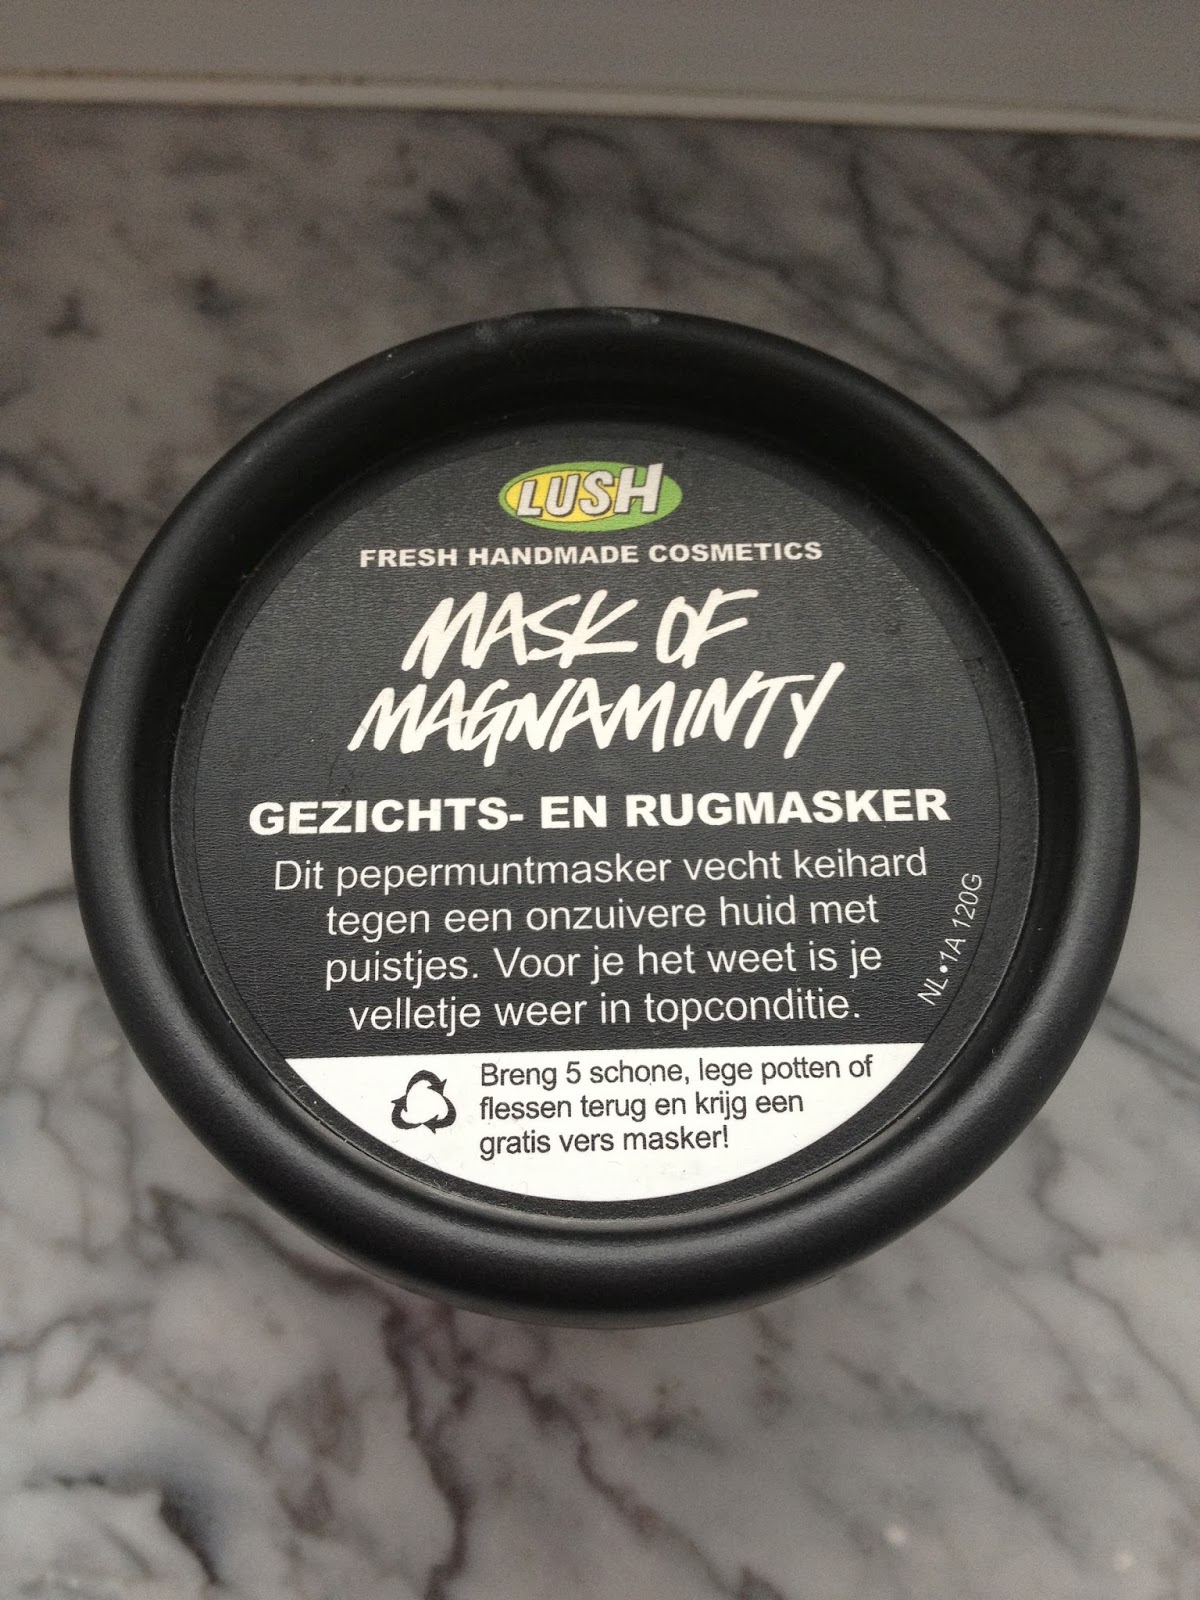 LUSH
FRESH HANDMADE COSMETICS
MASK OF
MAGNAMINTY
GEZICHTS- EN RUGMASKER
Dit pepermuntmasker vecht keihard
tegen een onzuivere huid met
puistjes. Voor je het weet is je
velletje weer in topconditie.
NL•1A 120G
Breng 5 schone, lege potten of
flessen terug en krijg een
gratis vers masker!